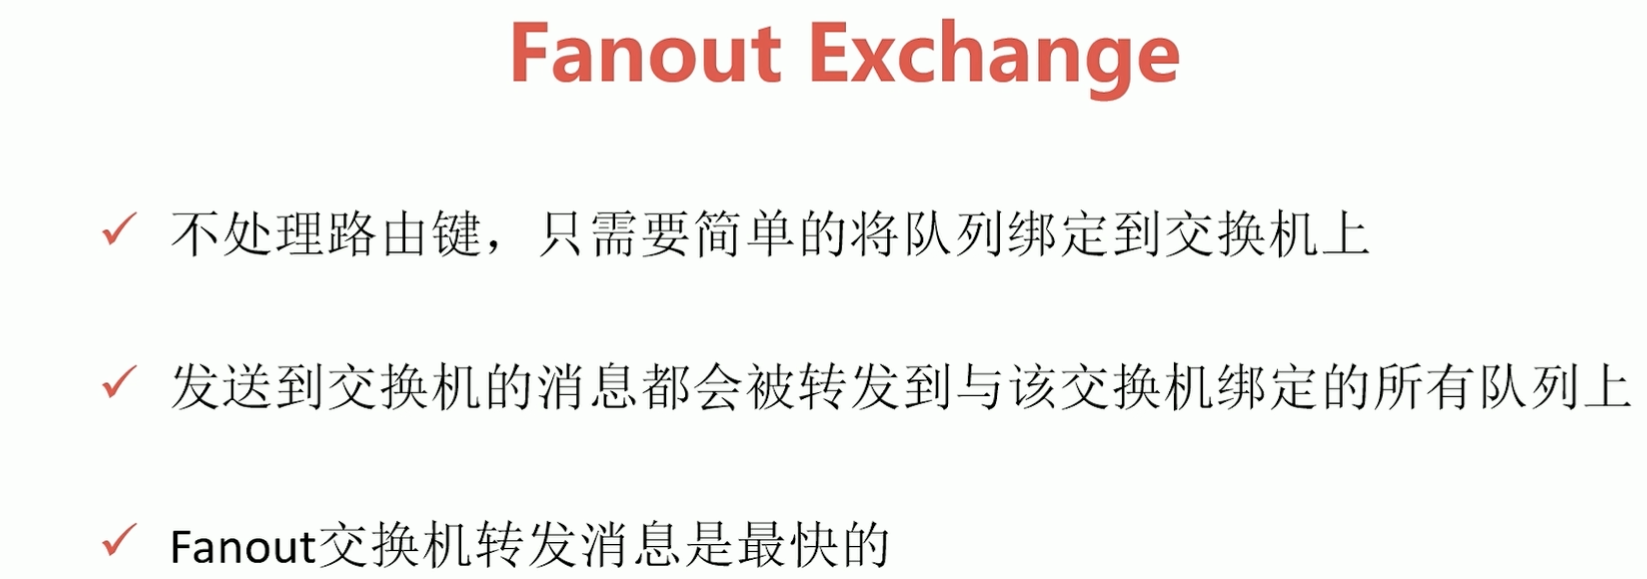 Fanout Exchange
✓ 不处理路由键，只需要简单的将队列绑定到交换机上
✓ 发送到交换机的消息都会被转发到与该交换机绑定的所有队列上
✓ Fanout交换机转发消息是最快的